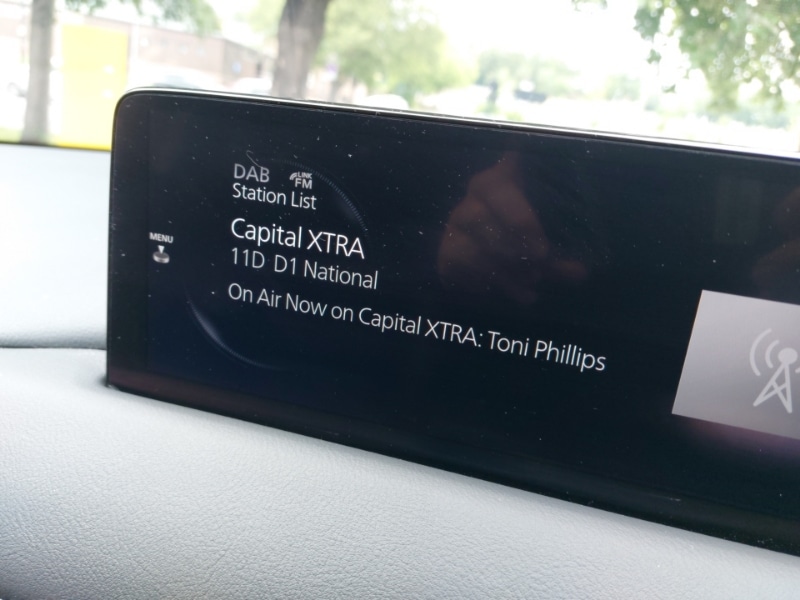 DAB LINK FM
Station List
MENU
Capital XTRA
11D D1 National
On Air Now on Capital XTRA: Toni Phillips